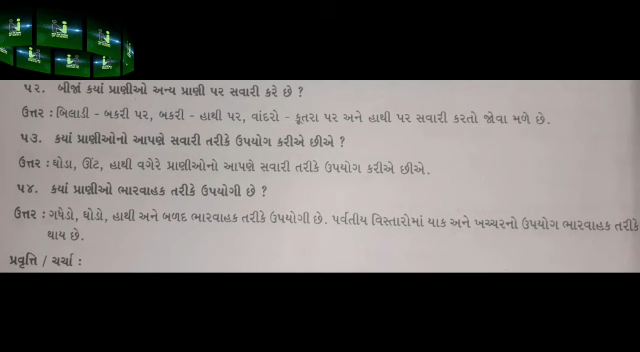 ૫૨. બીજાં કયાં પ્રાણીઓ અન્ય પ્રાણી પર સવારી કરે છે ?
ઉત્તર : બિલાડી - બકરી પર, બકરી - હાથી પર, વાંદરો - કૂતરા પર અને હાથી પર સવારી કરતો જોવા મળે છે.
૫૩. કયાં પ્રાણીઓનો આપણે સવારી તરીકે ઉપયોગ કરીએ છીએ ?
ઉત્તર : ઘોડા, ઊંટ, હાથી વગેરે પ્રાણીઓનો આપણે સવારી તરીકે ઉપયોગ કરીએ છીએ.
૫૪. કયાં પ્રાણીઓ ભારવાહક તરીકે ઉપયોગી છે ?
ઉત્તર : ગધેડો, ઘોડો, હાથી અને બળદ ભારવાહક તરીકે ઉપયોગી છે. પર્વતીય વિસ્તારોમાં યાક અને ખચ્ચરનો ઉપયોગ ભારવાહક તરીકે
થાય છે.
પ્રવૃત્તિ / ચર્ચા :